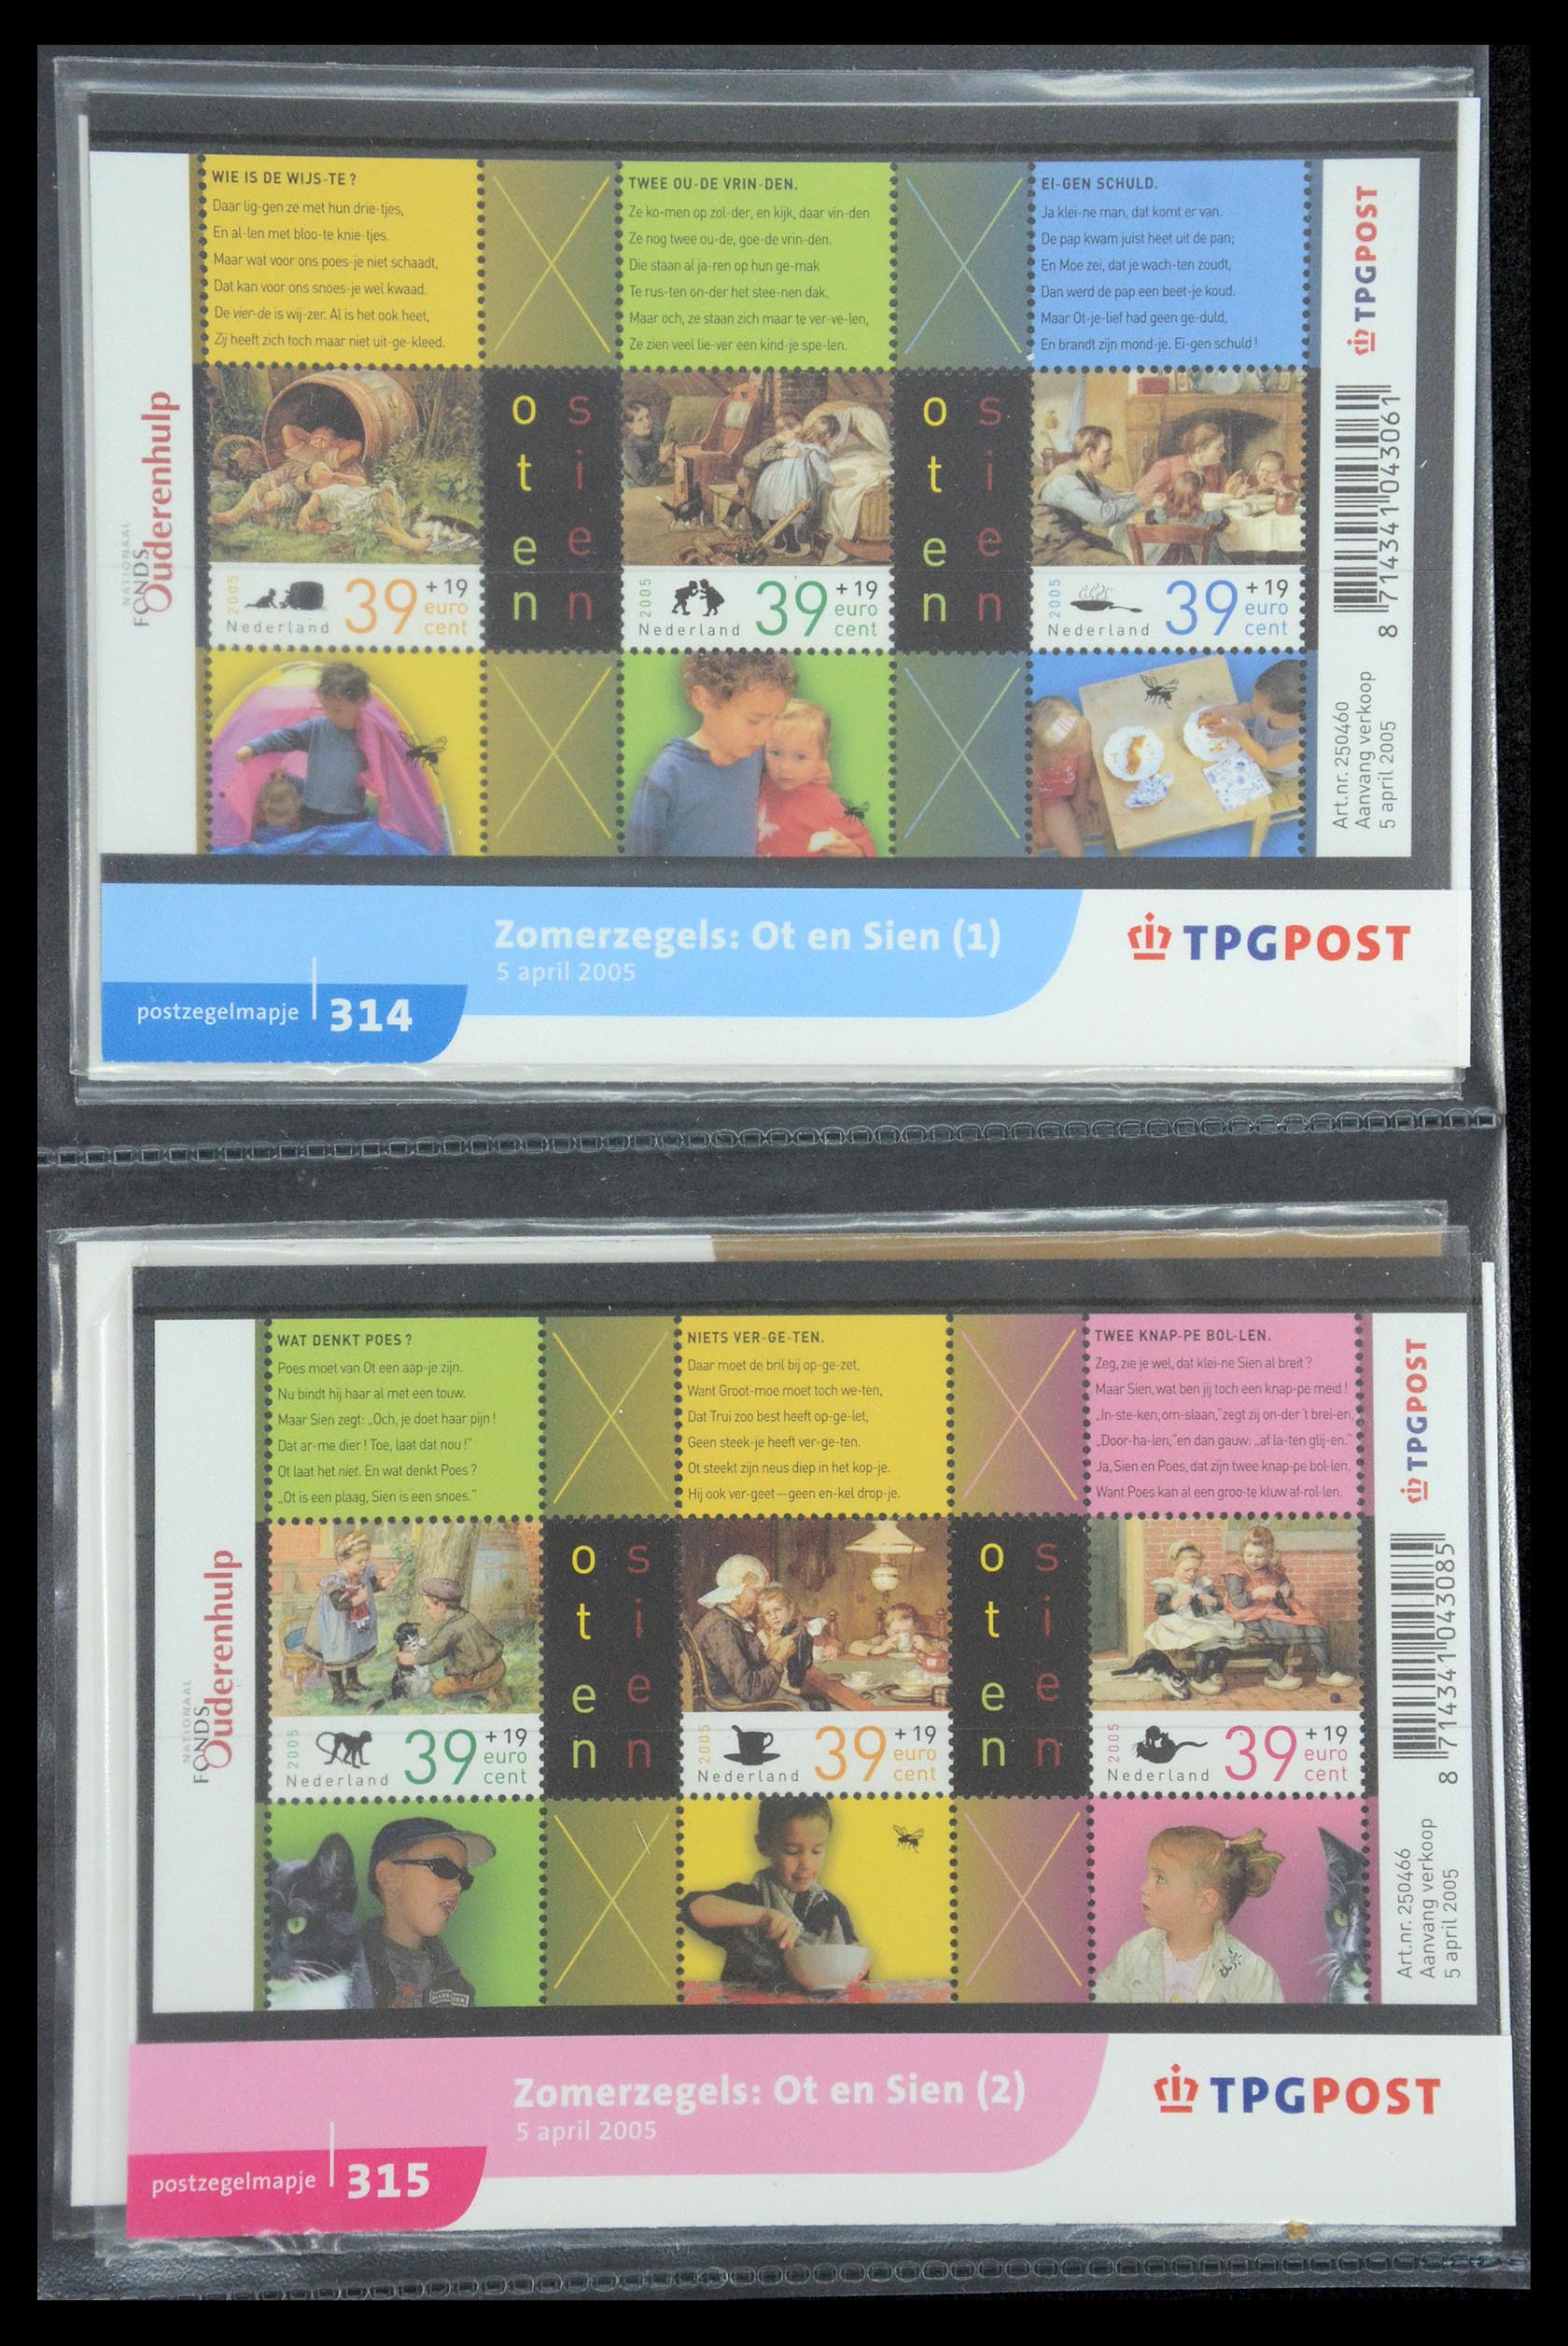 WIE IS DE WIJS-TE?
Daar lig-gen ze met hun drie-tjes,
En al-len met bloo-te knie-tjes.
Maar wat voor ons poes-je niet schaadt,
Dat kan voor ons snoes-je wel kwaad.
De vier-de is wij-zer. Al is het ook heet,
Zij heeft zich toch maar niet uit-ge-kleed.
TWEE OU-DE VRIN-DEN.
Ze ko-men op zol-der, en kijk, daar vin-den
Ze nog twee ou-de, goe-de vrin-den.
Die staan al ja-ren op hun ge-mak
Te rus-ten on-der het stee-nen dak.
Maar och, ze staan zich maar te ver-ve-len,
Ze zien veel lie-ver een kind-je spe-len.
EI-GEN SCHULD.
Ja klei-ne man, dat komt er van.
De pap kwam juist heet uit de pan;
En Moe zei, dat je wach-ten zoudt,
Dan werd de pap een beet-je koud.
Maar Ot-je-lief had geen ge-duld,
En brandt zijn mond-je. Ei-gen schuld!
TPGPOST
NATIONAAL
FONDS
Ouderenhulp
ot en sien
ot en sien
2005
Nederland
39
+19
euro
cent
2005
Nederland
39
+19
euro
cent
2005
Nederland
39
+19
euro
cent
8 714341 043061
Art.nr. 250460
Aanvang verkoop
5 april 2005
Zomerzegels: Ot en Sien (1)
5 april 2005
postzegelmapje 314
TPGPOST
WAT DENKT POES?
Poes moet van Ot een aap-je zijn.
Nu bindt hij haar al met een touw.
Maar Sien zegt: „Och, je doet haar pijn!
Dat ar-me dier! Toe, laat dat nou!”
Ot laat het niet. En wat denkt Poes?
„Ot is een plaag, Sien is een snoes.”
NIETS VER-GE-TEN.
Daar moet de bril bij op-ge-zet,
Want Groot-moe moet toch we-ten,
Dat Trui zoo best heeft op-ge-let,
Geen steek-je heeft ver-ge-ten.
Ot steekt zijn neus diep in het kop-je.
Hij ook ver-geet—geen en-kel drop-je.
TWEE KNAP-PE BOL-LEN.
Zeg, zie je wel, dat klei-ne Sien al breit?
Maar Sien, wat ben jij toch een knap-pe meid!
„In-ste-ken, om-slaan,”zegt zij on-der 't brei-en,
„Door-ha-len,”en dan gauw: „af la-ten glij-en.”
Ja, Sien en Poes, dat zijn twee knap-pe bol-len,
Want Poes kan al een groo-te kluw af-rol-len.
TPGPOST
NATIONAAL
FONDS
Ouderenhulp
ot en sien
ot en sien
2005
Nederland
39
+19
euro
cent
2005
Nederland
39
+19
euro
cent
2005
Nederland
39
+19
euro
cent
8 714341 043085
Art.nr. 250466
Aanvang verkoop
5 april 2005
Zomerzegels: Ot en Sien (2)
5 april 2005
postzegelmapje 315
TPGPOST